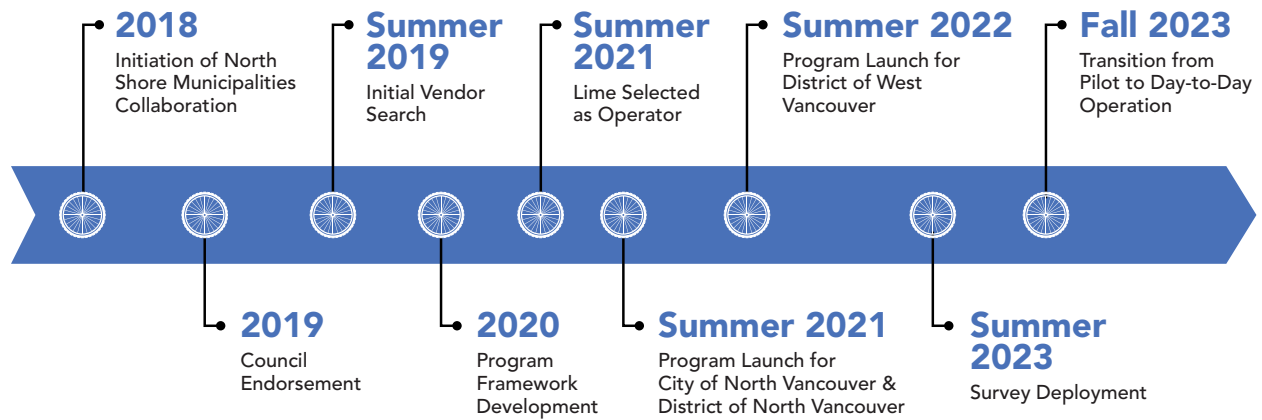 2018
Initiation of North
Shore Municipalities
Collaboration
Summer
2019
Initial Vendor
Search
Summer
2021
Lime Selected
as Operator
Summer 2022
Program Launch for
District of West
Vancouver
Fall 2023
Transition from
Pilot to Day-to-Day
Operation
2019
Council
Endorsement
2020
Program
Framework
Development
Summer 2021
Program Launch for
City of North Vancouver &
District of North Vancouver
Summer
2023
Survey Deployment